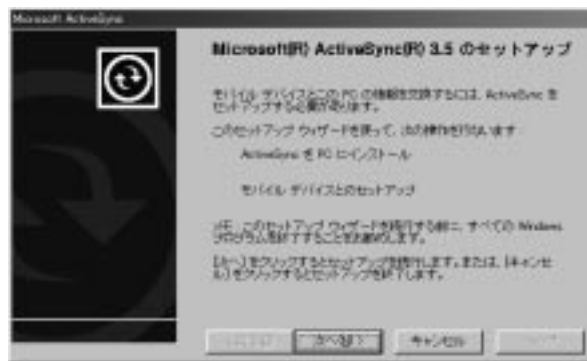 Microsoft ActiveSync
Microsoft(R) ActiveSync(R) 3.5 のセットアップ
モバイル デバイスとこの PC の情報を交換するには、ActiveSync を
セットアップする必要があります。
このセットアップ ウィザードを使って、次の操作を行ないます
ActiveSync を PC にインストール
モバイル デバイスとのセットアップ
メモ: このセットアップ ウィザードを続行する前に、すべての Windows
プログラムを終了することをお勧めします。
[次へ] をクリックするとセットアップを続行します。または、[キャンセ
ル] をクリックするとセットアップを終了します。
次へ(N) >
キャンセル